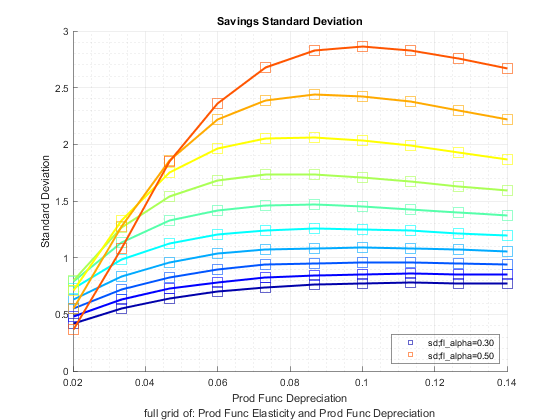 Savings Standard Deviation
3
2.5
2
1.5
1
0.5
0
Standard Deviation
0.02
0.04
0.06
0.08
0.1
0.12
0.14
sd;fl_alpha=0.30
sd;fl_alpha=0.50
Prod Func Depreciation
full grid of: Prod Func Elasticity and Prod Func Depreciation